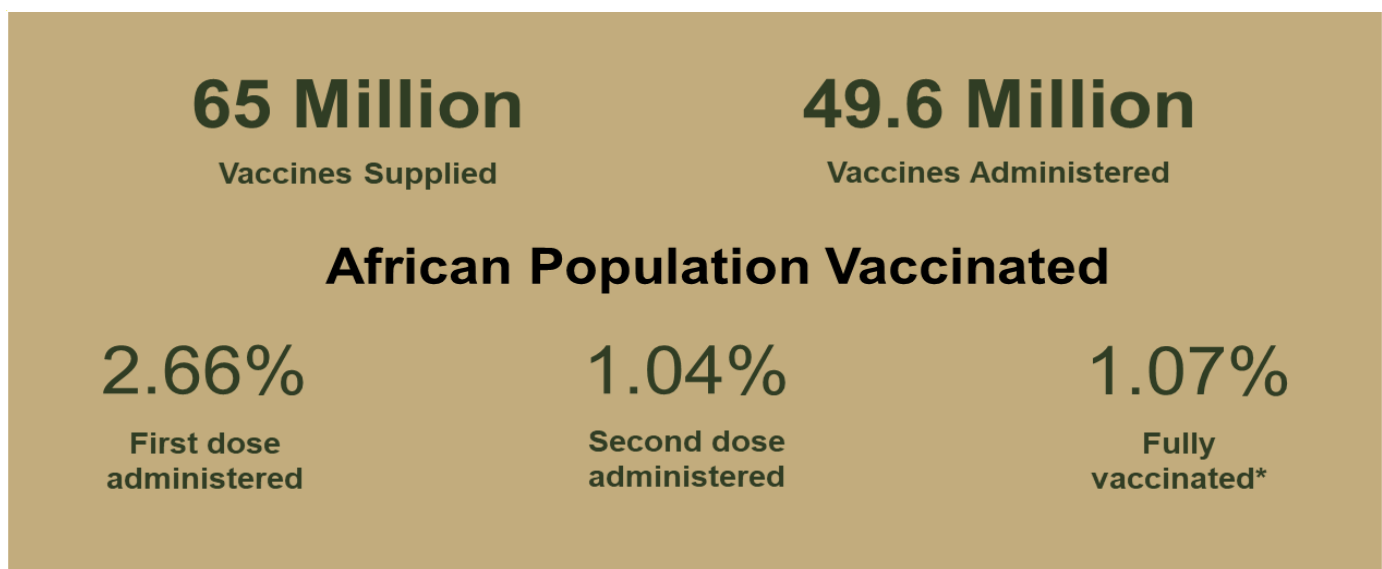 65 Million
49.6 Million
Vaccines Supplied
Vaccines Administered
African Population Vaccinated
2.66%
1.04%
1.07%
First dose
administered
Second dose
administered
Fully
vaccinated*